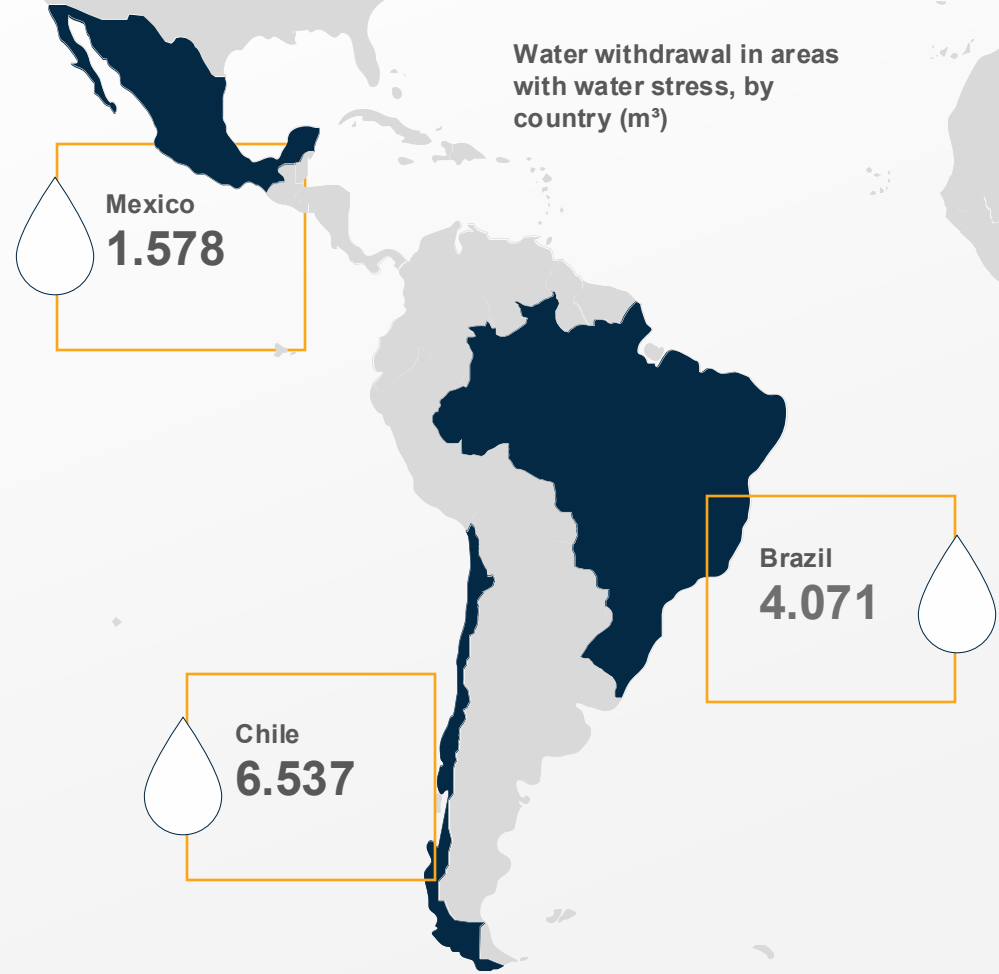 Water withdrawal in areas
with water stress, by
country (m³)
Mexico
1.578
Brazil
4.071
Chile
6.537